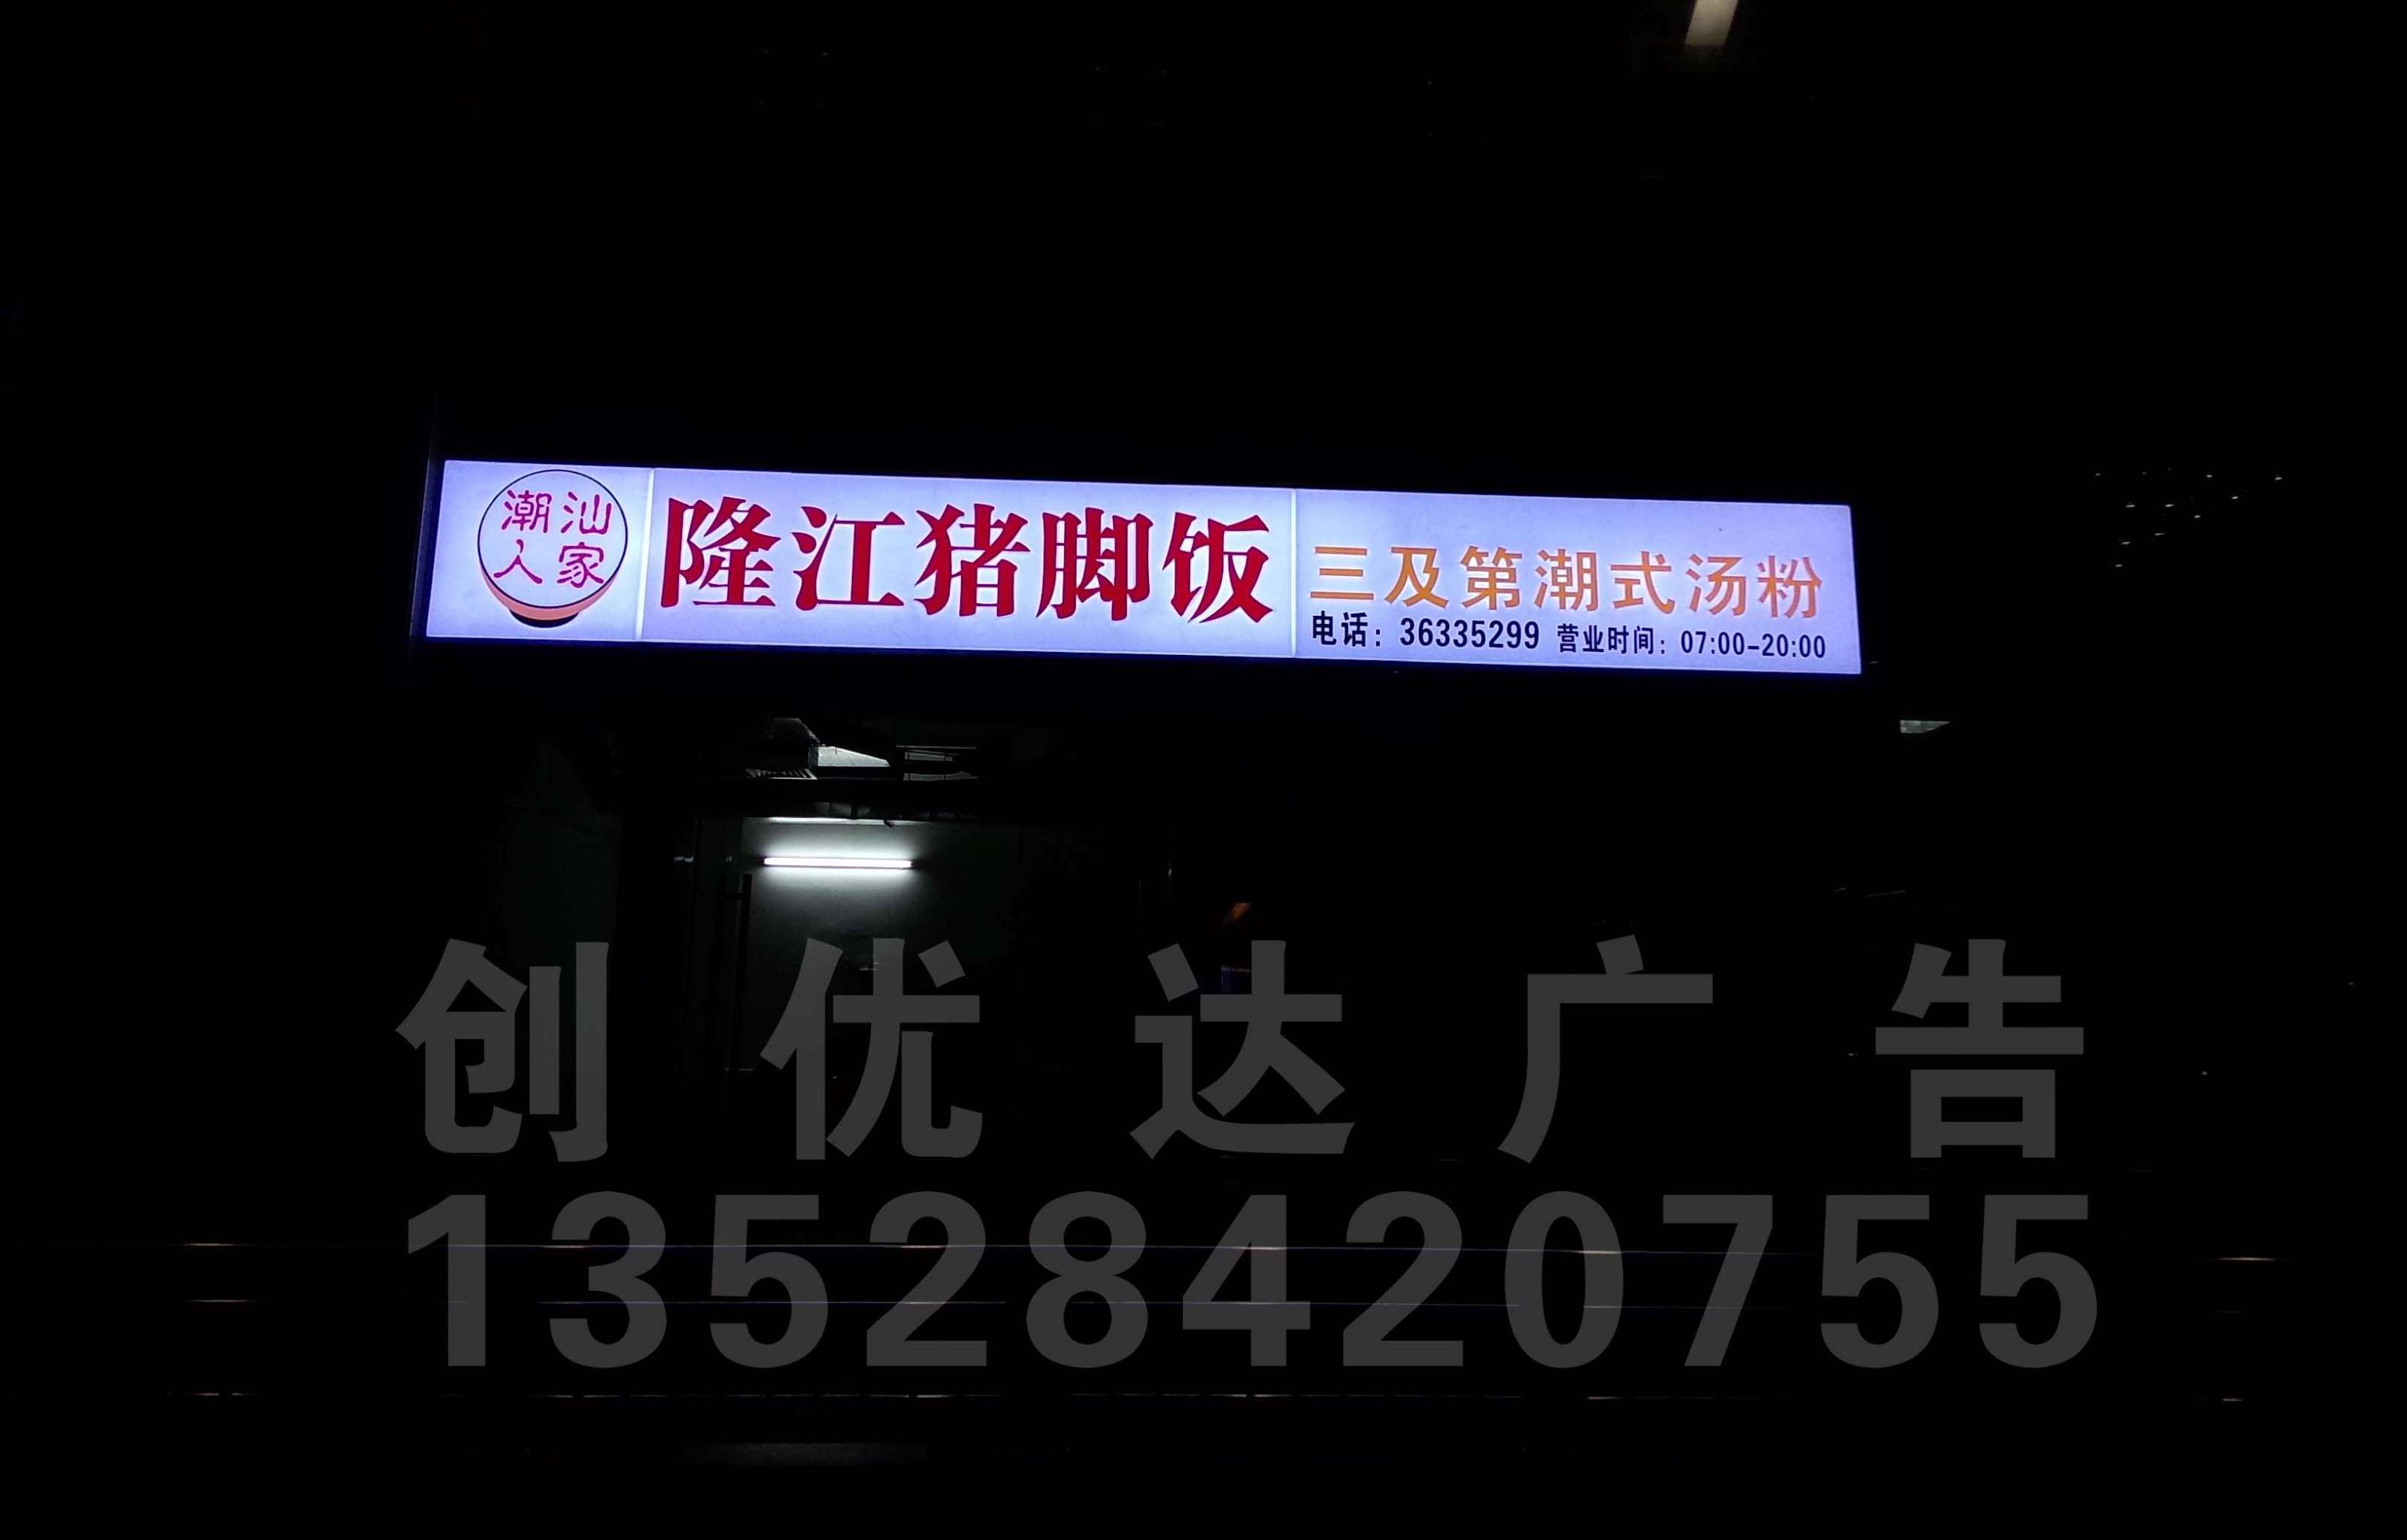 潮汕
人家
隆江猪脚饭
三及第潮式汤粉
电话：36335299 营业时间：07:00-20:00
创优达广告
13528420755